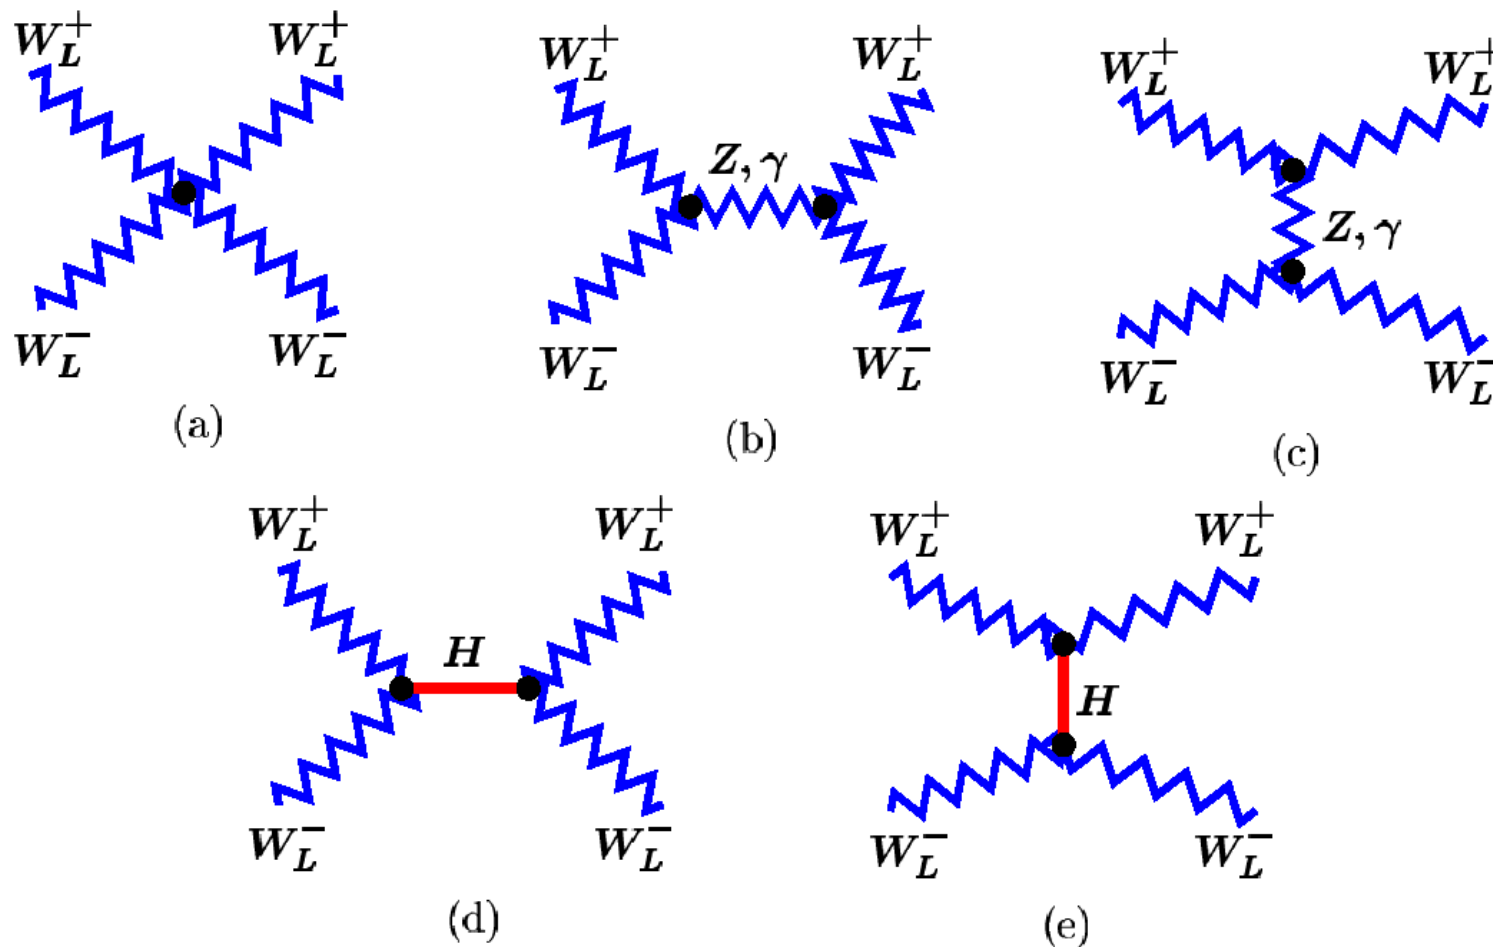 W_L^+ W_L^+ W_L^+ W_L^+ W_L^+ W_L^+
Z, γ
Z, γ
W_L^- W_L^- W_L^- W_L^- W_L^- W_L^-
(a) (b) (c)
W_L^+ W_L^+ W_L^+ W_L^+
H
H
W_L^- W_L^- W_L^- W_L^-
(d) (e)